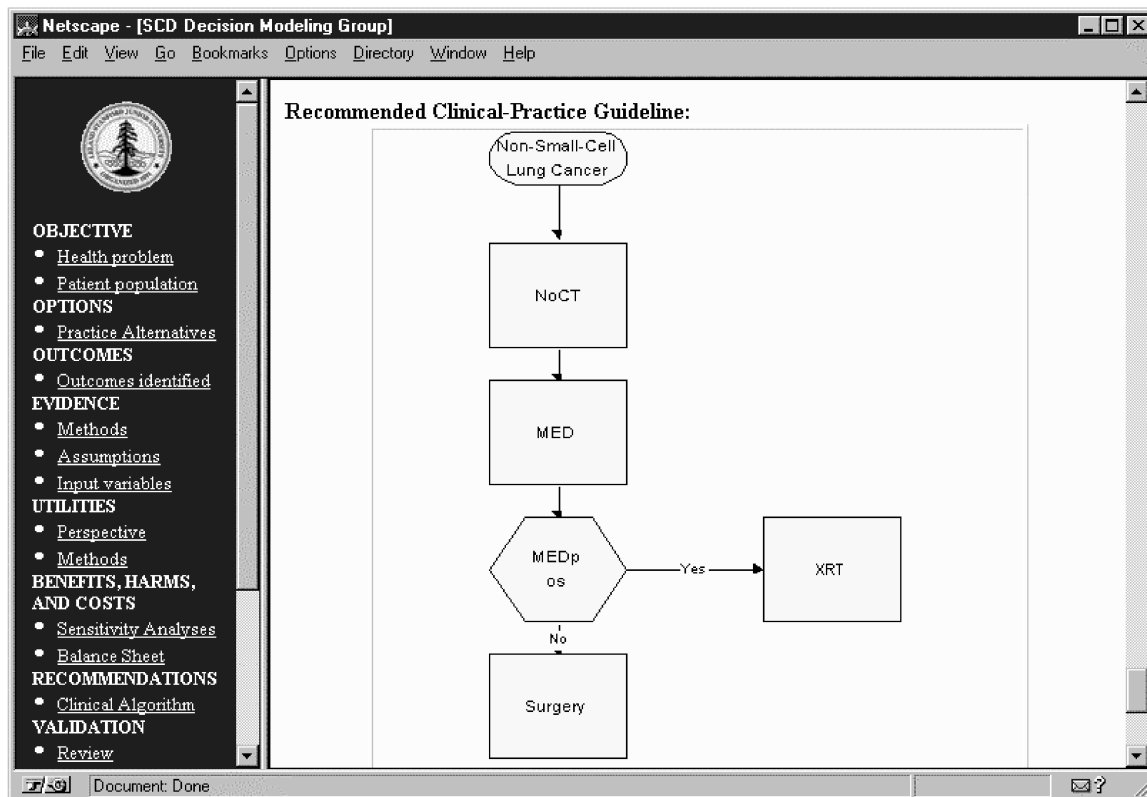 Netscape - [SCD Decision Modeling Group]
File Edit View Go Bookmarks Options Directory Window Help
OBJECTIVE
Health problem
Patient population
OPTIONS
Practice Alternatives
OUTCOMES
Outcomes identified
EVIDENCE
Methods
Assumptions
Input variables
UTILITIES
Perspective
Methods
BENEFITS, HARMS,
AND COSTS
Sensitivity Analyses
Balance Sheet
RECOMMENDATIONS
Clinical Algorithm
VALIDATION
Review
Recommended Clinical-Practice Guideline:
Non-Small-Cell
Lung Cancer
NoCT
MED
MEDp
os
Yes
XRT
No
Surgery
Document: Done